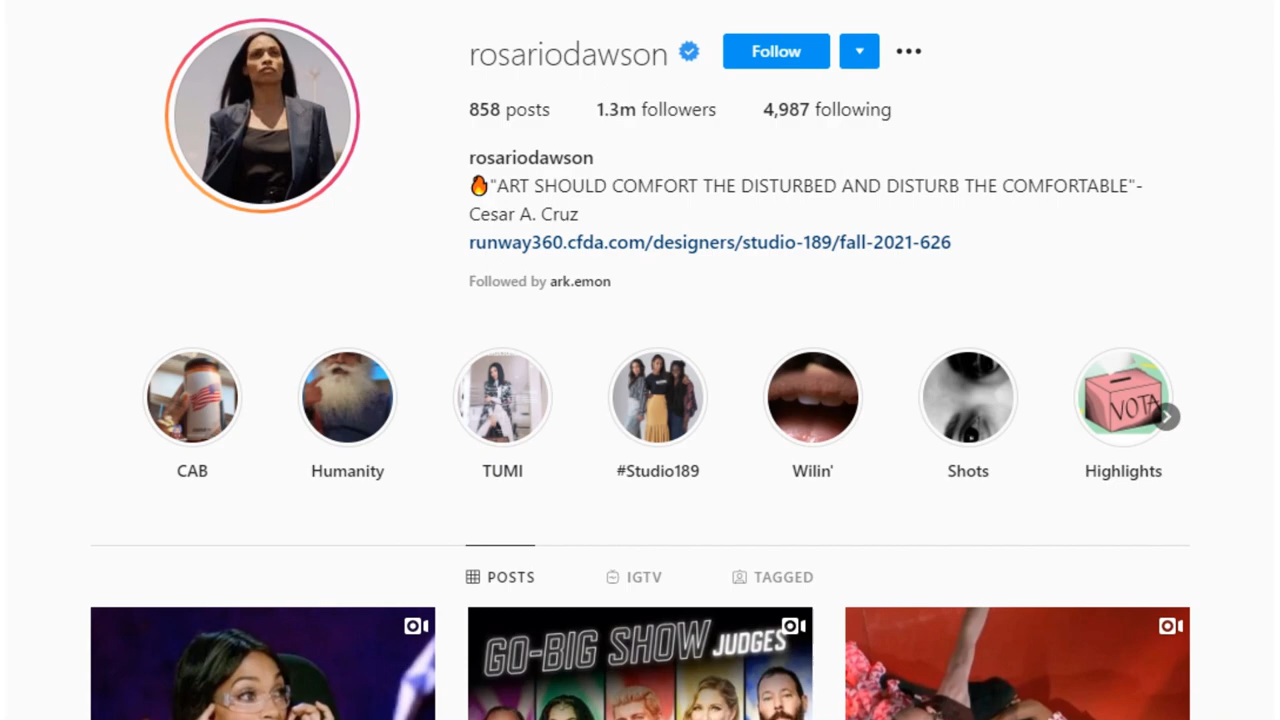 rosariodawson Follow
858 posts 1.3m followers 4,987 following
rosariodawson
🔥"ART SHOULD COMFORT THE DISTURBED AND DISTURB THE COMFORTABLE"-
Cesar A. Cruz
runway360.cfda.com/designers/studio-189/fall-2021-626
Followed by ark.emon
VOTA
CAB Humanity TUMI #Studio189 Wilin' Shots Highlights
POSTS IGTV TAGGED
GO-BIG SHOW JUDGES